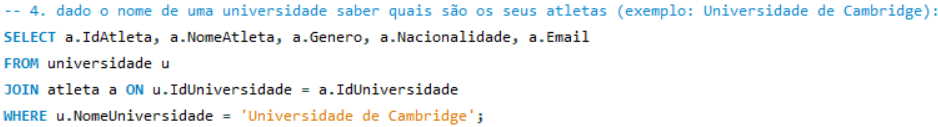 -- 4. dado o nome de uma universidade saber quais são os seus atletas (exemplo: Universidade de Cambridge):
SELECT a.IdAtleta, a.NomeAtleta, a.Genero, a.Nacionalidade, a.Email
FROM universidade u
JOIN atleta a ON u.IdUniversidade = a.IdUniversidade
WHERE u.NomeUniversidade = 'Universidade de Cambridge';